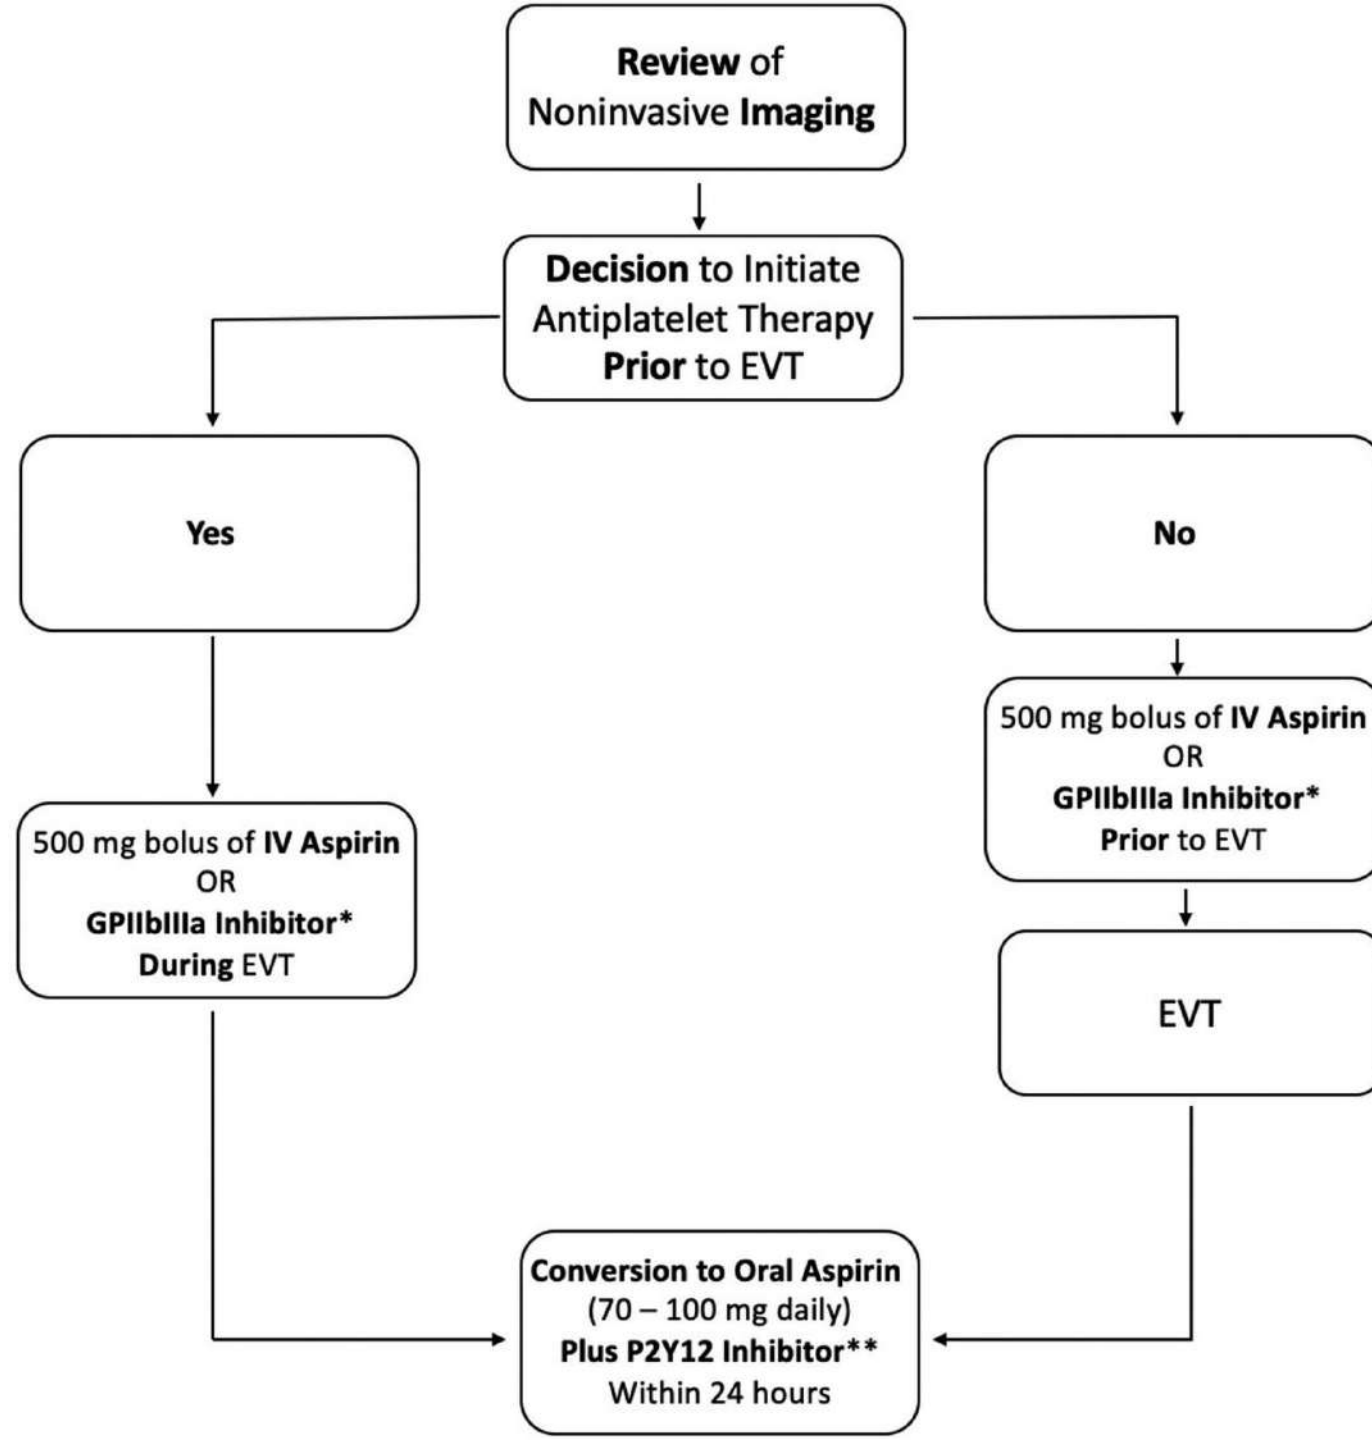 Review of
Noninvasive Imaging
Decision to Initiate
Antiplatelet Therapy
Prior to EVT
Yes
No
500 mg bolus of IV Aspirin
OR
GPIIbIIIa Inhibitor*
Prior to EVT
500 mg bolus of IV Aspirin
OR
GPIIbIIIa Inhibitor*
During EVT
EVT
Conversion to Oral Aspirin
(70 – 100 mg daily)
Plus P2Y12 Inhibitor**
Within 24 hours